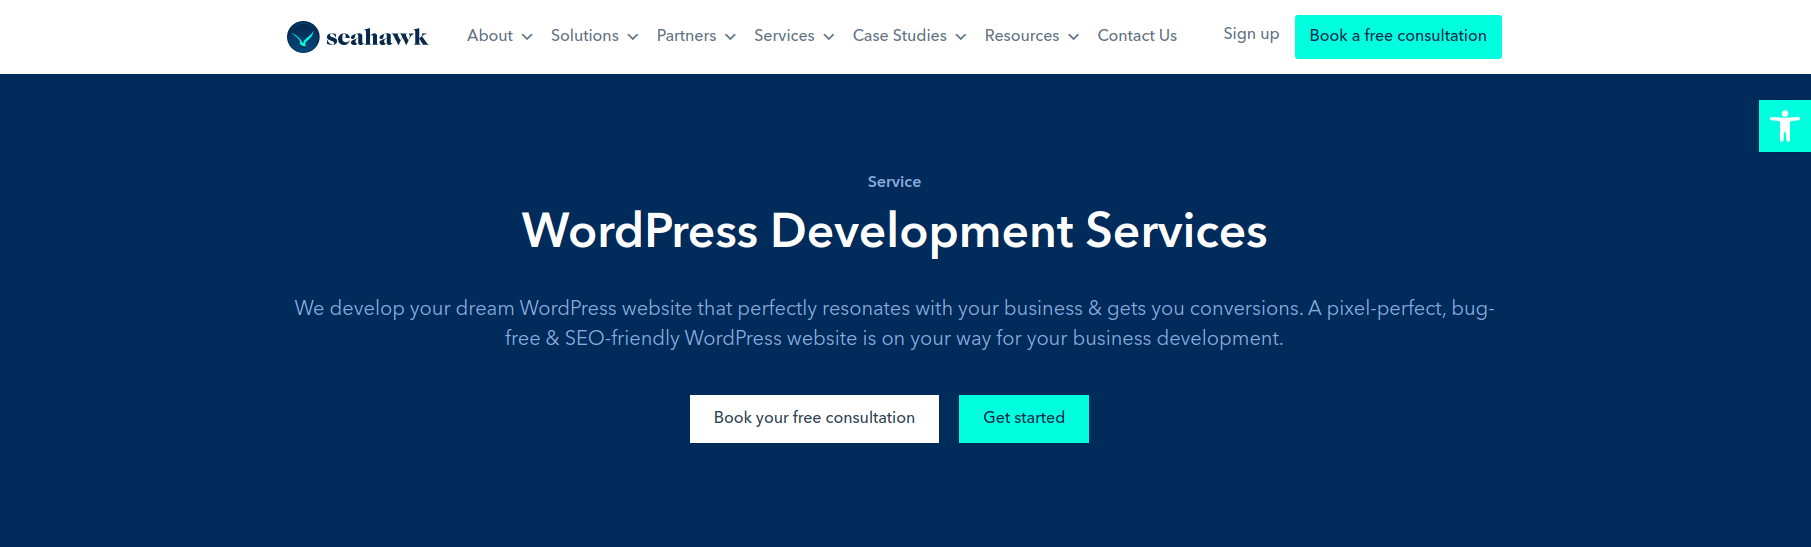 seahawk About Solutions Partners Services Case Studies Resources Contact Us Sign up Book a free consultation
Service
WordPress Development Services
We develop your dream WordPress website that perfectly resonates with your business & gets you conversions. A pixel-perfect, bug-
free & SEO-friendly WordPress website is on your way for your business development.
Book your free consultation Get started